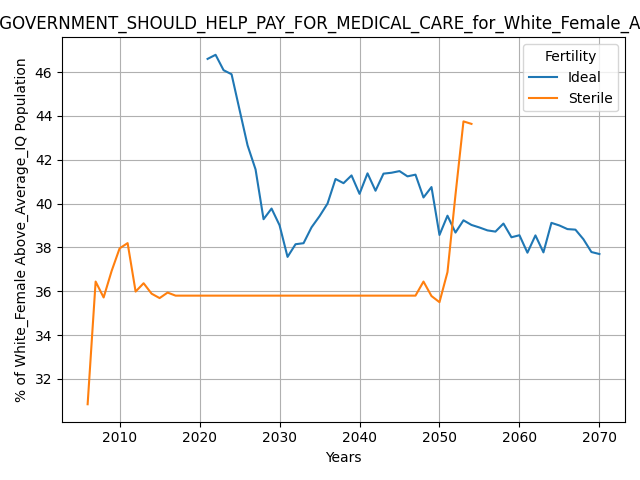 GOVERNMENT_SHOULD_HELP_PAY_FOR_MEDICAL_CARE_for_White_Female_A
% of White_Female Above_Average_IQ Population
46
44
42
40
38
36
34
32
Fertility
Ideal
Sterile
2010 2020 2030 2040 2050 2060 2070
Years